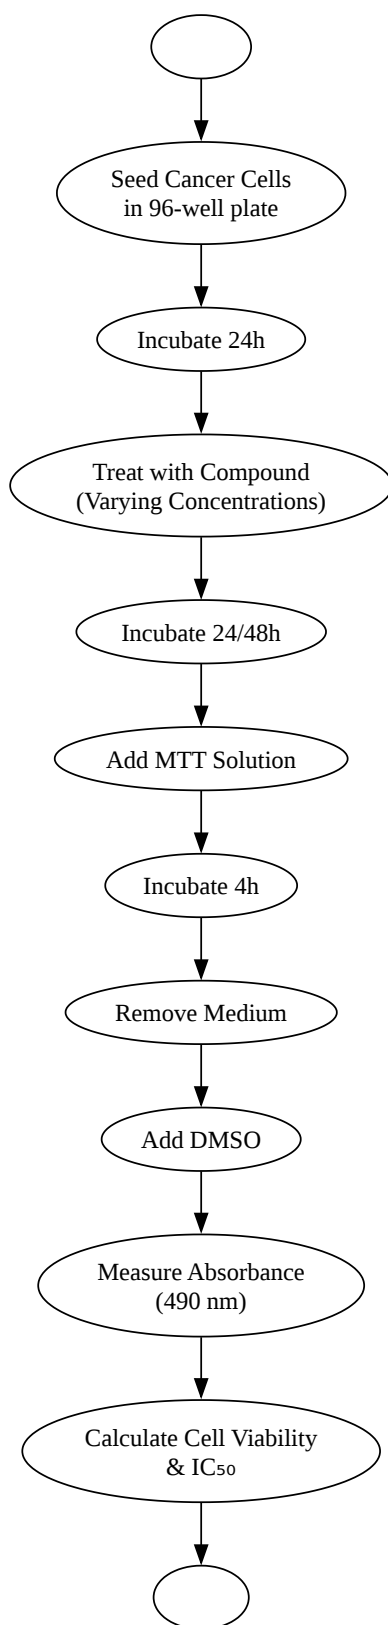 Seed Cancer Cells
in 96-well plate
Incubate 24h
Treat with Compound
(Varying Concentrations)
Incubate 24/48h
Add MTT Solution
Incubate 4h
Remove Medium
Add DMSO
Measure Absorbance
(490 nm)
Calculate Cell Viability
& IC₅₀